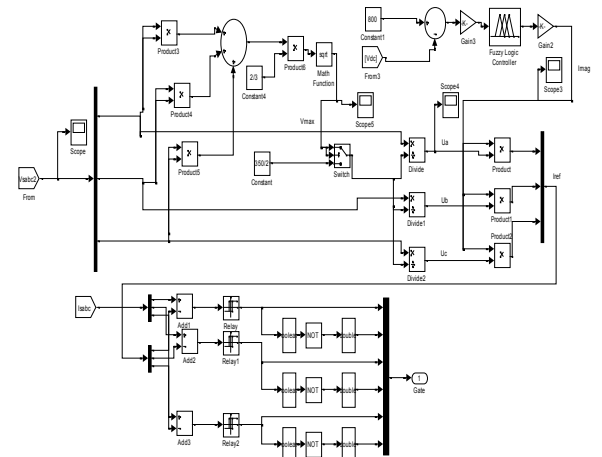 Product3
2/3
Constant4
×
Product6
sqrt
Math
Function
800
Constant1
[Vdc]
From3
-K-
Gain3
Fuzzy Logic
Controller
-K-
Gain2
Imag
Scope3
Product4
Scope
Scope5
Vmax
Scope4
Product5
350/2
Constant
Switch
Divide
Ua
Product
Iref
Vsabc2
From
Divide1
Ub
Product1
Product2
Divide2
Uc
Isabc
Add1
Relay
NOT
Add2
Relay1
NOT
1
Gate
Add3
Relay2
NOT